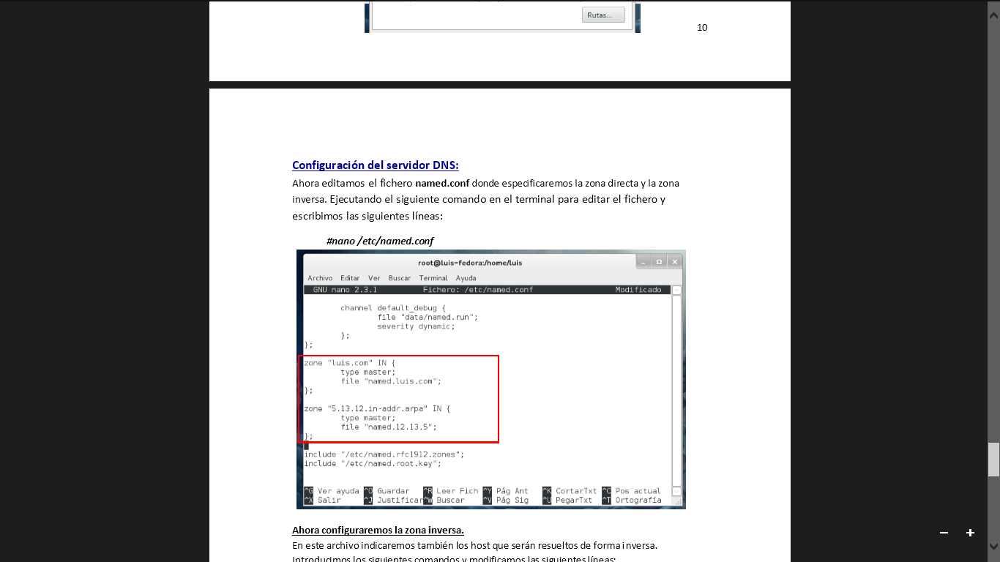 Rutas...
10
Configuración del servidor DNS:
Ahora editamos el fichero named.conf donde especificaremos la zona directa y la zona
inversa. Ejecutando el siguiente comando en el terminal para editar el fichero y
escribimos las siguientes líneas:
#nano /etc/named.conf
root@luis-fedora:/home/luis
Archivo Editar Ver Buscar Terminal Ayuda
GNU nano 2.3.1 Fichero: /etc/named.conf Modificado
channel default_debug {
file "data/named.run";
severity dynamic;
};
};
zone "luis.com" IN {
type master;
file "named.luis.com";
};
zone "5.13.12.in-addr.arpa" IN {
type master;
file "named.12.13.5";
};
include "/etc/named.rfc1912.zones";
include "/etc/named.root.key";
^G Ver ayuda ^O Guardar ^R Leer Fich ^Y Pág Ant ^K CortarTxt ^C Pos actual
^X Salir ^J Justificar ^W Buscar ^V Pág Sig ^U PegarTxt ^T Ortografía
Ahora configuraremos la zona inversa.
En este archivo indicaremos también los host que serán resueltos de forma inversa.
Introducimos los siguientes comandos y modificamos las siguientes líneas: